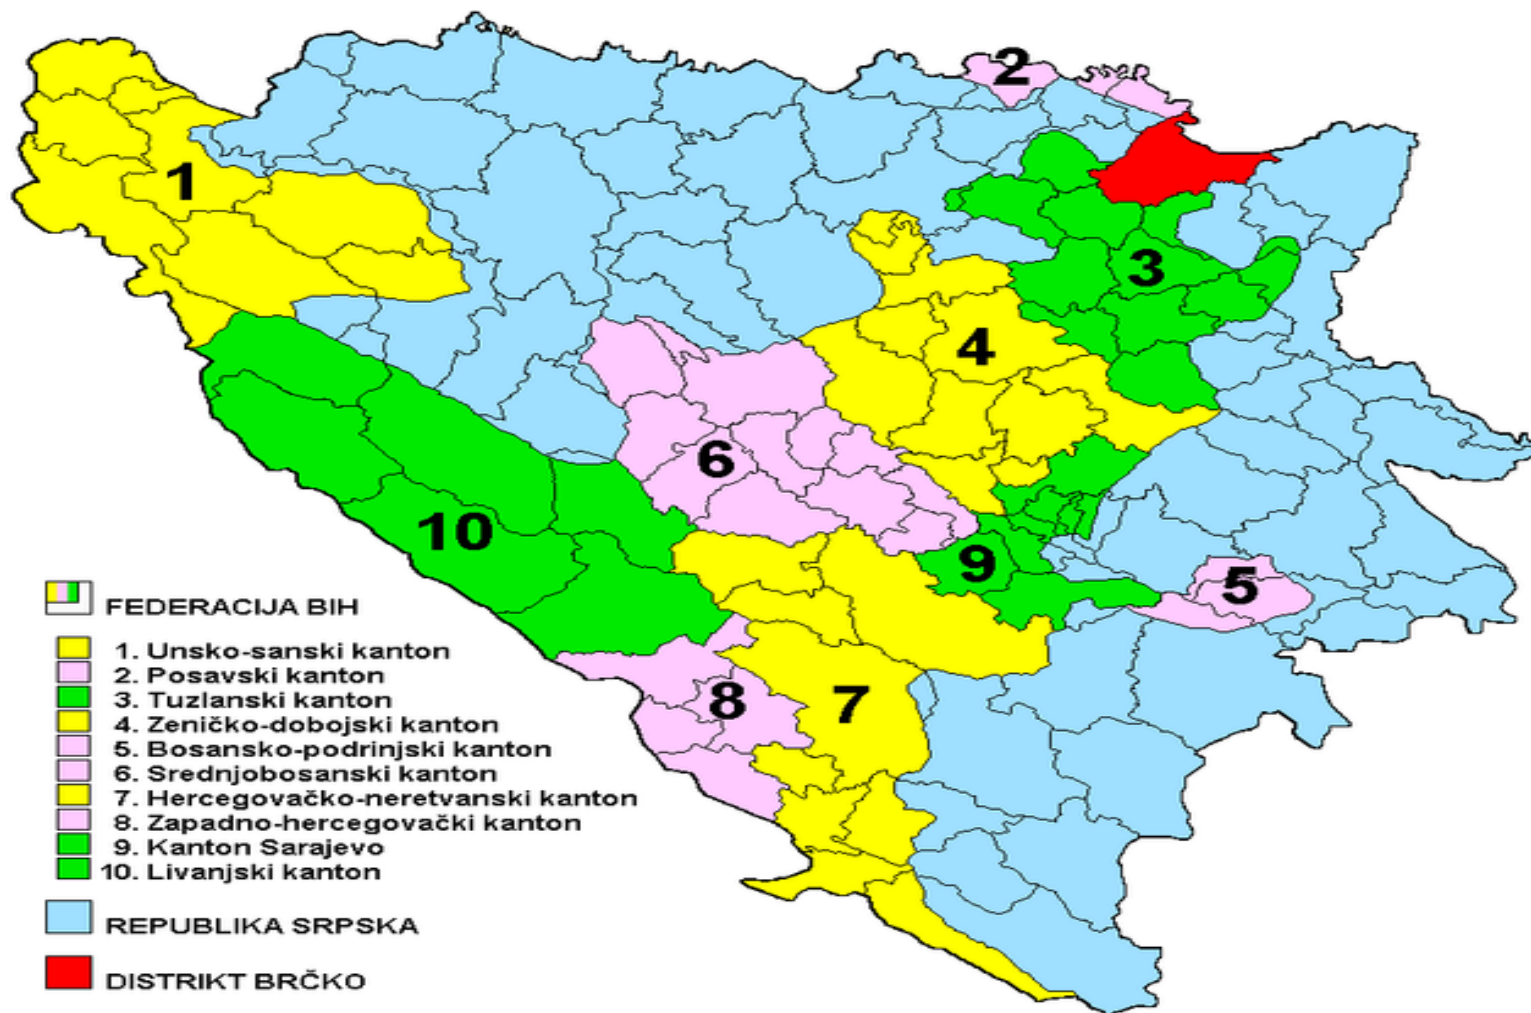 2
1
3
4
6
10
9
5
8
7
FEDERACIJA BIH
1. Unsko-sanski kanton
2. Posavski kanton
3. Tuzlanski kanton
4. Zeničko-dobojski kanton
5. Bosansko-podrinjski kanton
6. Srednjobosanski kanton
7. Hercegovačko-neretvanski kanton
8. Zapadno-hercegovački kanton
9. Kanton Sarajevo
10. Livanjski kanton
REPUBLIKA SRPSKA
DISTRIKT BRČKO